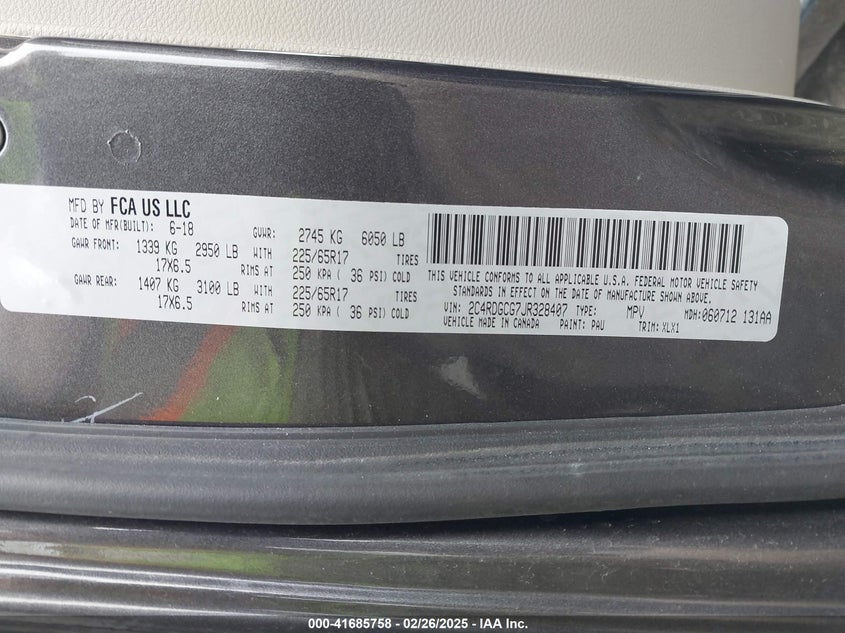 MFD BY FCA US LLC
DATE OF MFR(BUILT): 6-18 GVWR: 2745 KG 6050 LB
GAWR FRONT: 1339 KG 2950 LB WITH 225/65R17 TIRES
17X6.5 RIMS AT 250 KPA ( 36 PSI) COLD
GAWR REAR: 1407 KG 3100 LB WITH 225/65R17 TIRES
17X6.5 RIMS AT 250 KPA ( 36 PSI) COLD
THIS VEHICLE CONFORMS TO ALL APPLICABLE U.S.A. FEDERAL MOTOR VEHICLE SAFETY
STANDARDS IN EFFECT ON THE DATE OF MANUFACTURE SHOWN ABOVE.
VIN: 2C4RDGCG7JR328407 TYPE: MPV MDH:060712 131AA
VEHICLE MADE IN CANADA PAINT: PAU TRIM: XLX1
000-41685758 - 02/26/2025 - IAA Inc.